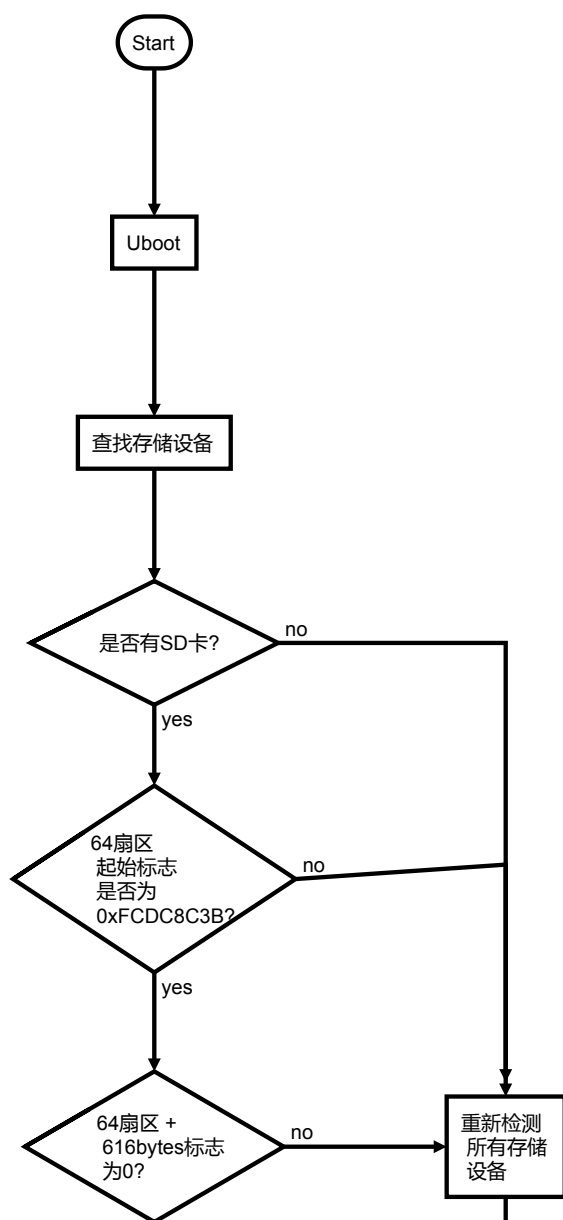 Start
Uboot
查找存储设备
是否有SD卡?
no
yes
64扇区
起始标志
是否为
0xFCDC8C3B?
no
yes
64扇区 +
616bytes标志
为0?
no
重新检测
所有存储
设备